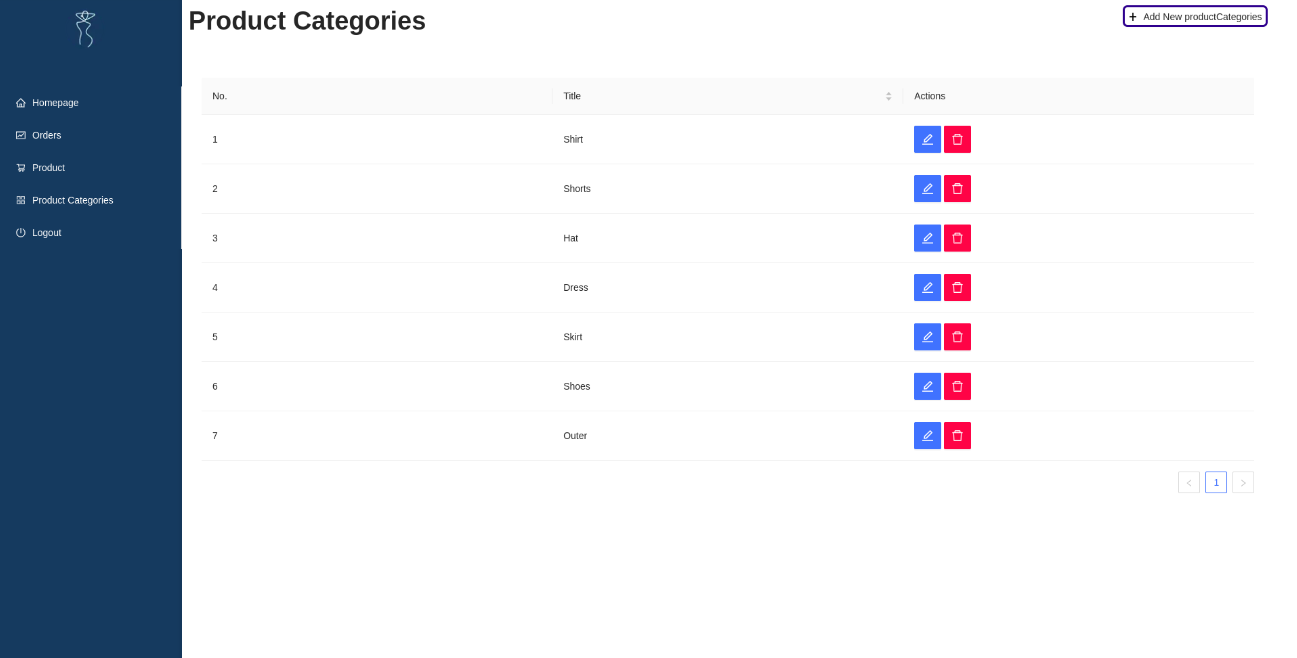 Product Categories
+ Add New productCategories
Homepage
Orders
Product
Product Categories
Logout
No. Title Actions
1 Shirt
2 Shorts
3 Hat
4 Dress
5 Skirt
6 Shoes
7 Outer
1